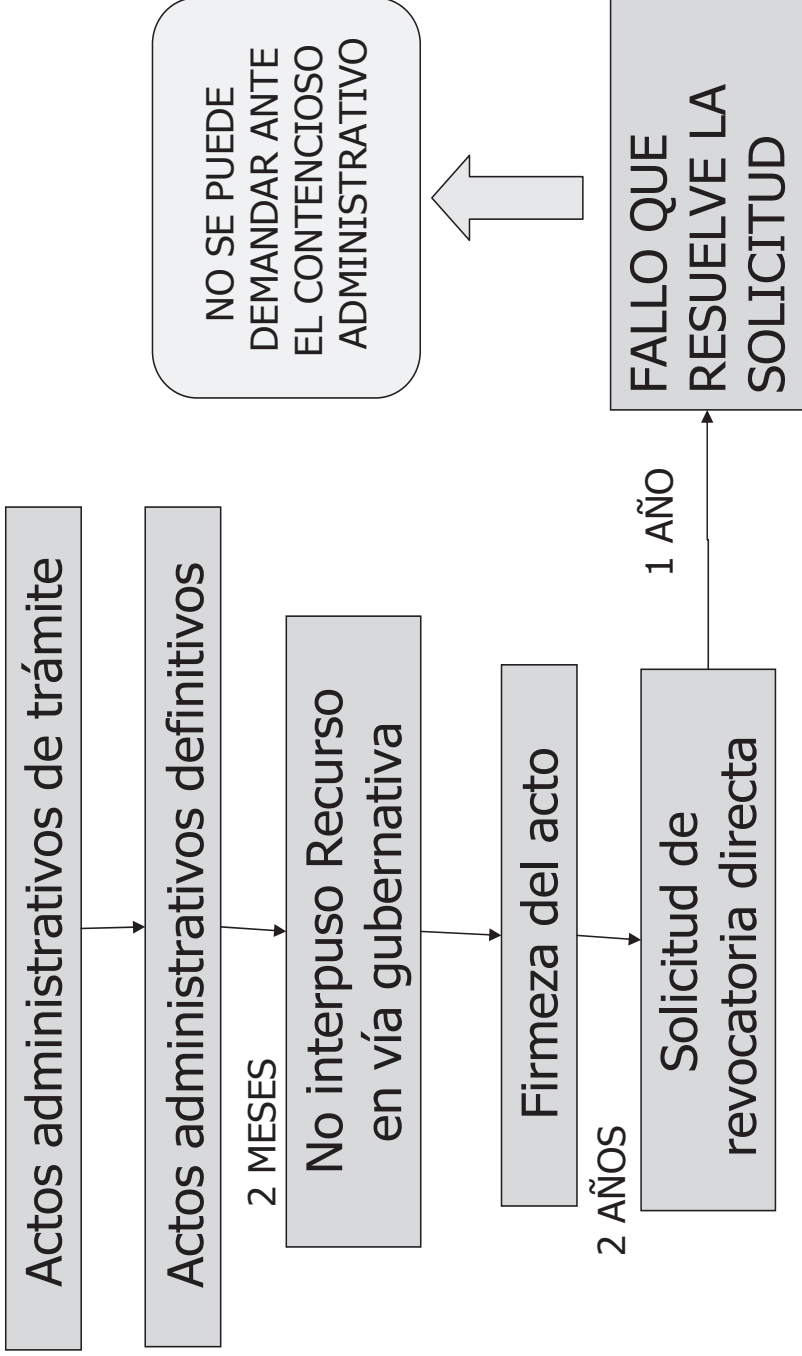 Actos administrativos de trámite
Actos administrativos definitivos
2 MESES
No interpuso Recurso
en vía gubernativa
Firmeza del acto
2 AÑOS
Solicitud de
revocatoria directa
1 AÑO
FALLO QUE
RESUELVE LA
SOLICITUD
NO SE PUEDE
DEMANDAR ANTE
EL CONTENCIOSO
ADMINISTRATIVO